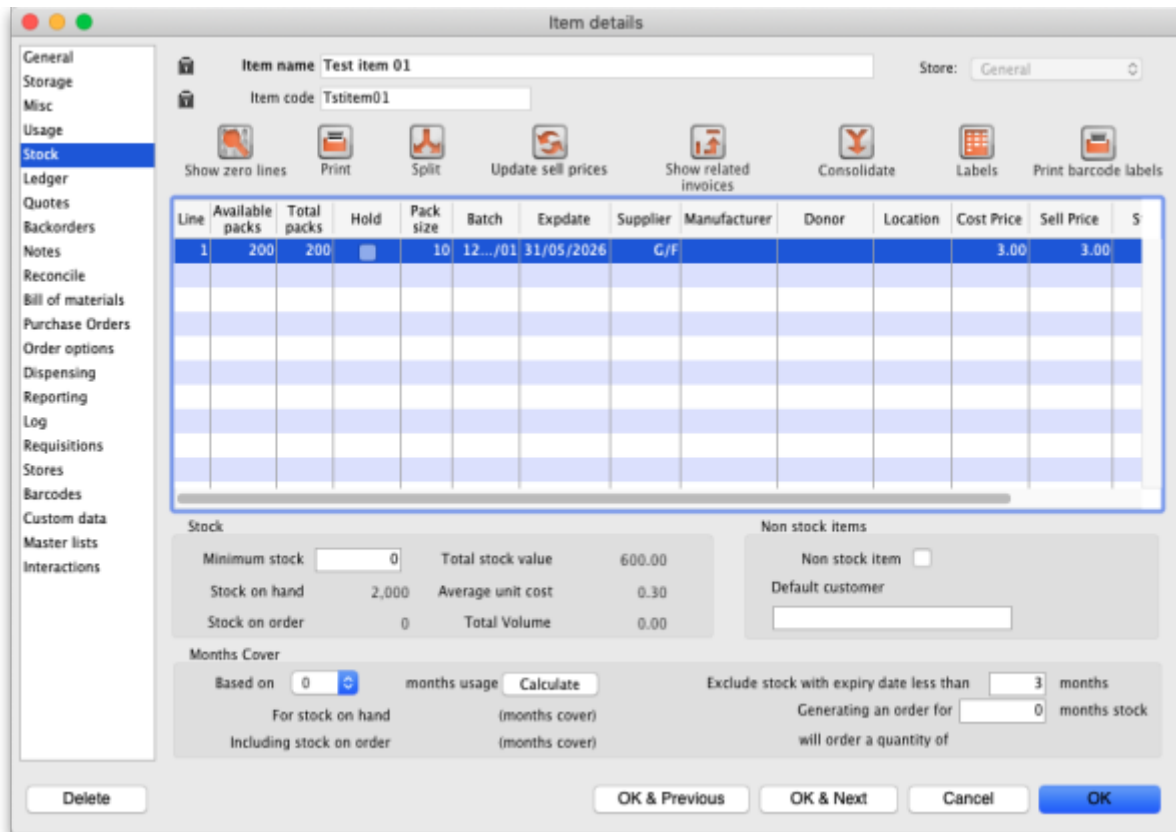 Item details
General
Storage
Misc
Usage
Stock
Ledger
Quotes
Backorders
Notes
Reconcile
Bill of materials
Purchase Orders
Order options
Dispensing
Reporting
Log
Requisitions
Stores
Barcodes
Custom data
Master lists
Interactions
Item name Test item 01 Store: General
Item code Tstitem01
Show zero lines Print Split Update sell prices Show related invoices Consolidate Labels Print barcode labels
Line Available packs Total packs Hold Pack size Batch Expdate Supplier Manufacturer Donor Location Cost Price Sell Price S
1 200 200 10 12.../01 31/05/2026 G/F 3.00 3.00
Stock
Minimum stock 0 Total stock value 600.00
Stock on hand 2,000 Average unit cost 0.30
Stock on order 0 Total Volume 0.00
Non stock items
Non stock item
Default customer
Months Cover
Based on 0 months usage Calculate Exclude stock with expiry date less than 3 months
For stock on hand (months cover) Generating an order for 0 months stock
Including stock on order (months cover) will order a quantity of
Delete OK & Previous OK & Next Cancel OK